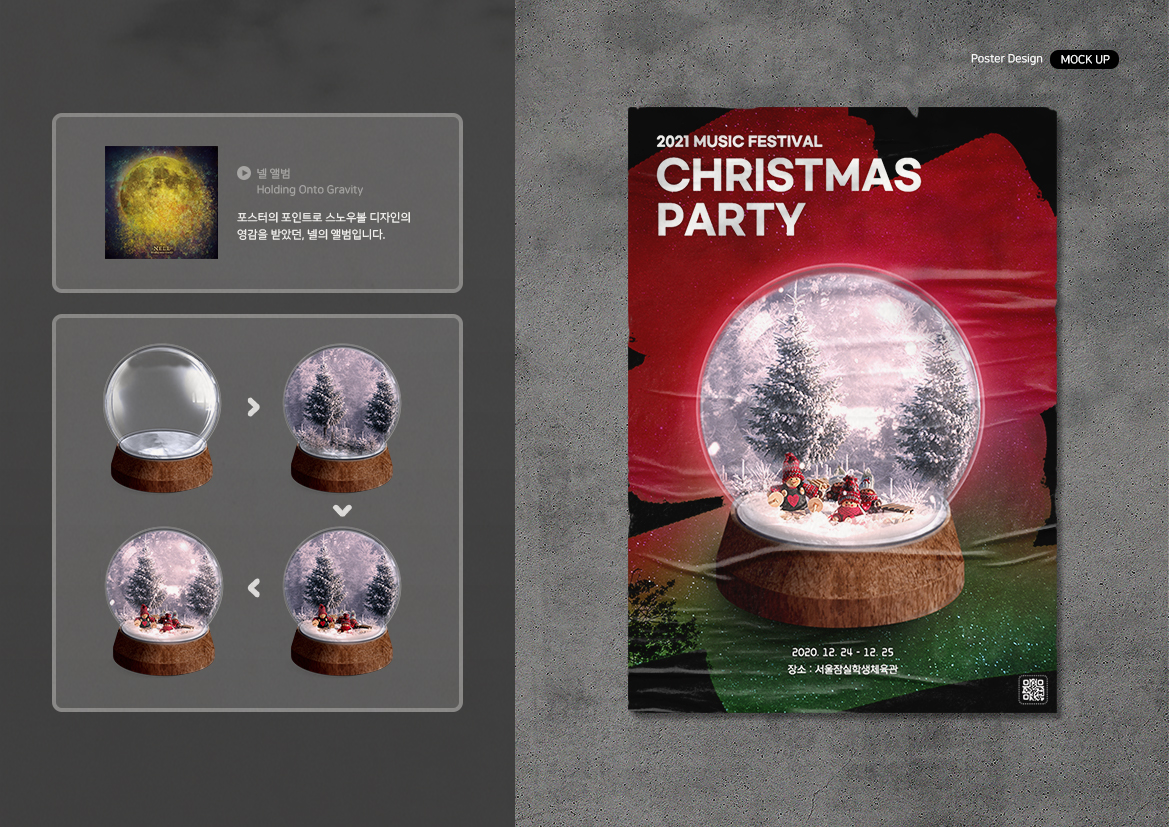 Poster Design MOCK UP
넬 앨범
Holding Onto Gravity
포스터의 포인트로 스노우볼 디자인의
영감을 받았던, 넬의 앨범입니다.
NELL
2021 MUSIC FESTIVAL
CHRISTMAS
PARTY
2020. 12. 24 - 12. 25
장소 : 서울잠실학생체육관